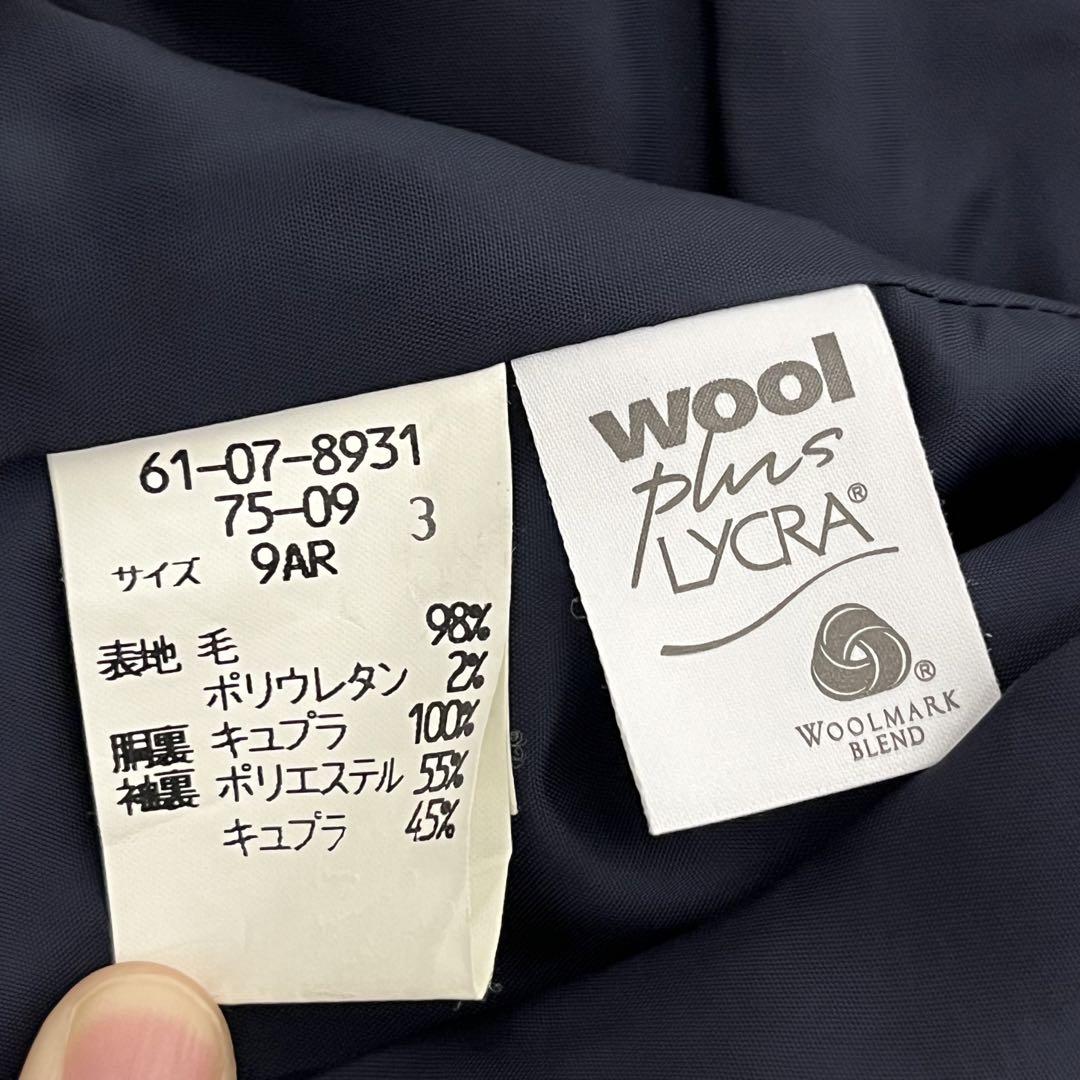 61-07-8931
75-09 3
サイズ 9AR
表地 毛 98%
ポリウレタン 2%
胴裏 キュプラ 100%
袖裏 ポリエステル 55%
キュプラ 45%
wool
plus
LYCRA®
®
WOOLMARK
BLEND